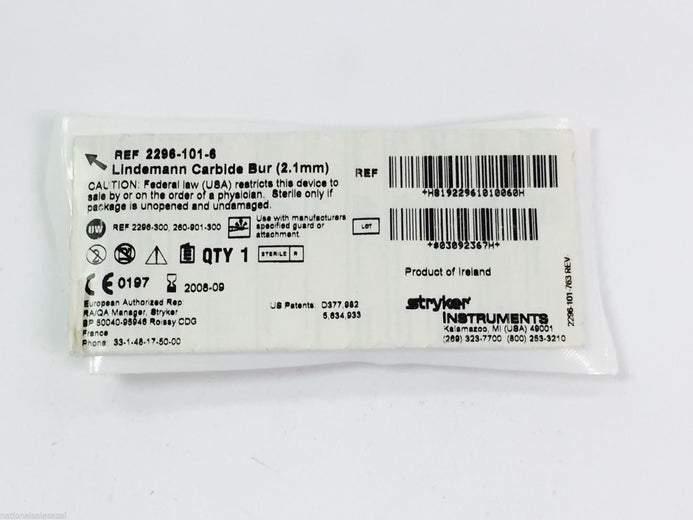 REF 2296-101-6
Lindemann Carbide Bur (2.1mm)
CAUTION: Federal law (USA) restricts this device to
sale by or on the order of a physician. Sterile only if
package is unopened and undamaged.
UW REF 2296-300, 260-901-300
Use with manufacturers
specified guard or
attachment.
QTY 1
STERILE R
CE 0197 2008-09
European Authorized Rep:
RA/QA Manager, Stryker
BP 50040-95946 Roissy CDG
France
Phone: 33-1-48-17-50-00
US Patents: D377,982
5,634,933
REF
+H81922961010060H
LOT
+$03092367H+
Product of Ireland
stryker
INSTRUMENTS
Kalamazoo, MI (USA) 49001
(269) 323-7700 (800) 253-3210
2296-101-763 REV.
nationalsalesazal